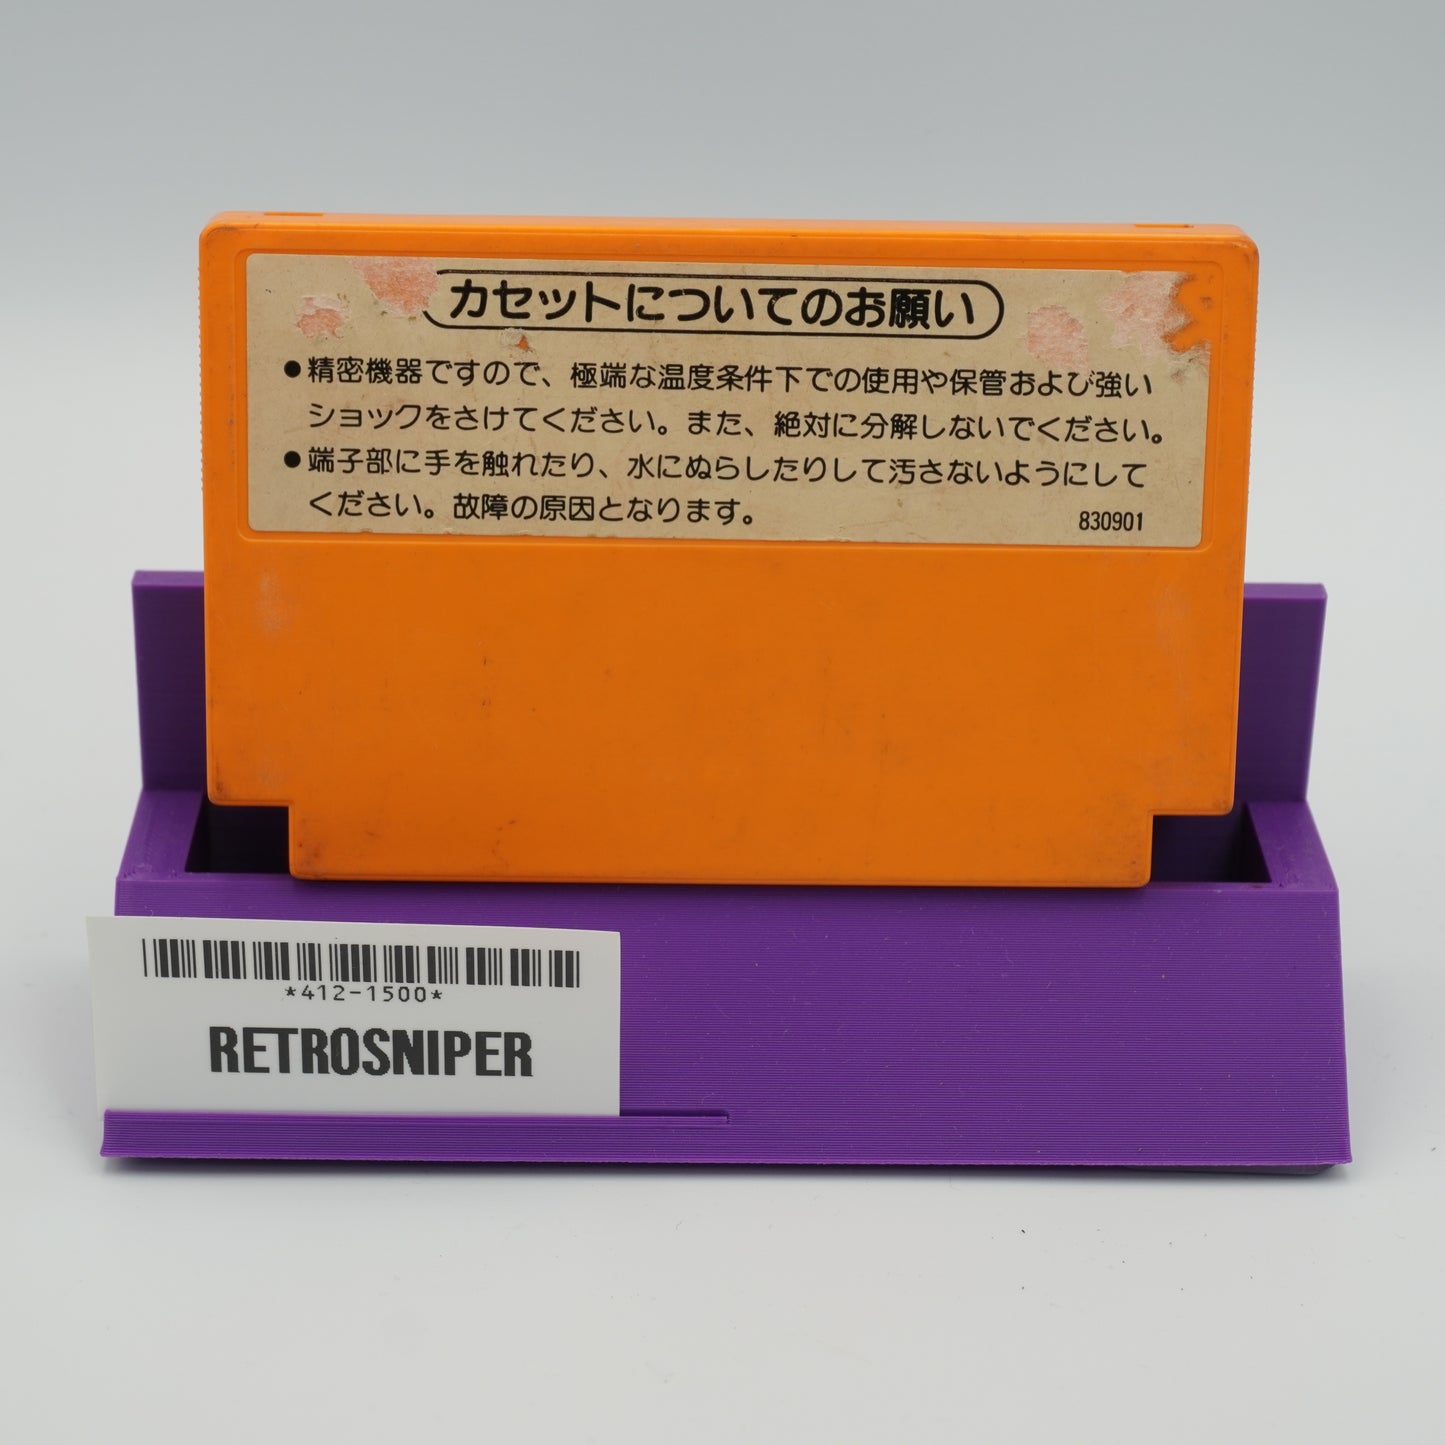 カセットについてのお願い
●精密機器ですので、極端な温度条件下での使用や保管および強い
ショックをさけてください。また、絶対に分解しないでください。
●端子部に手を触れたり、水にぬらしたりして汚さないようにして
ください。故障の原因となります。
830901
*412-1500*
RETROSNIPER